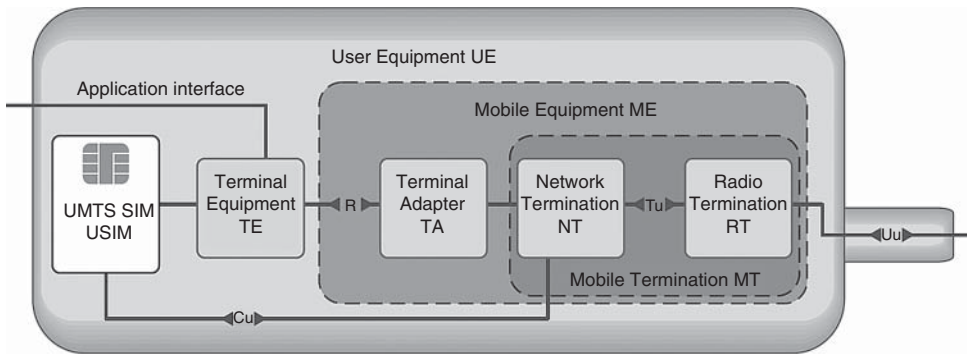 User Equipment UE
Application interface
Mobile Equipment ME
UMTS SIM
USIM
Terminal
Equipment
TE
R
Terminal
Adapter
TA
Network
Termination
NT
Tu
Radio
Termination
RT
Uu
Mobile Termination MT
Cu